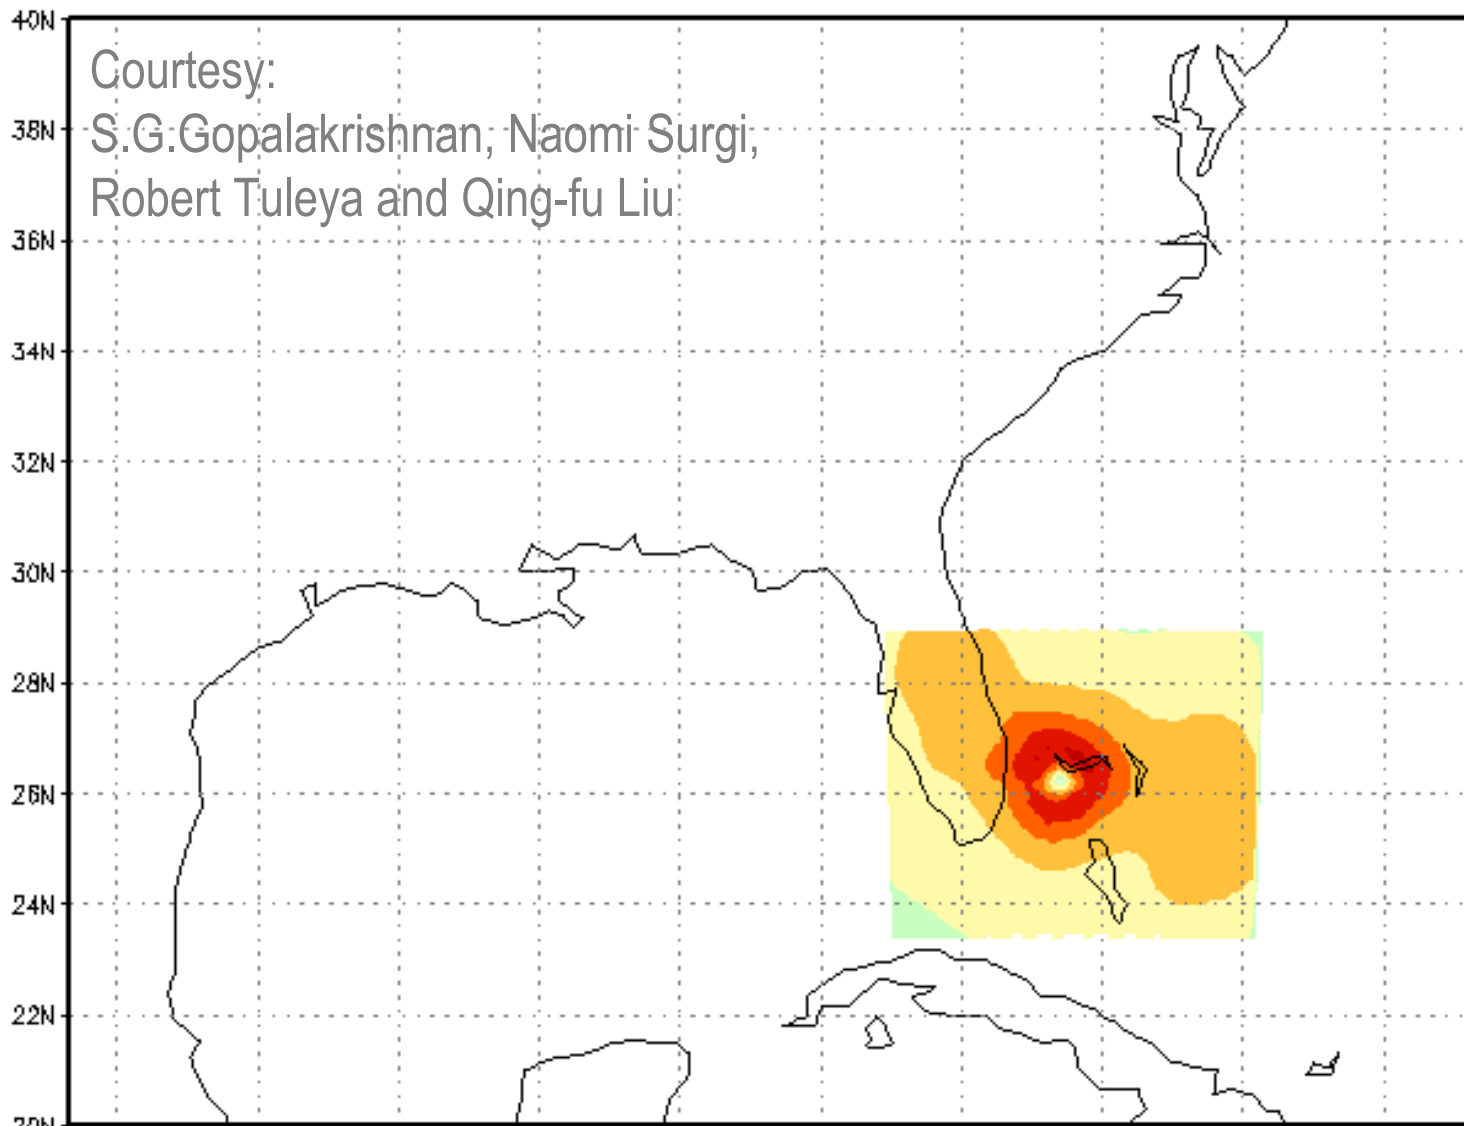 40N
Courtesy:
S.G.Gopalakrishnan, Naomi Surgi,
38N
Robert Tuleya and Qing-fu Liu
36N
34N
32N
30N
28N
26N
24N
22N
20N